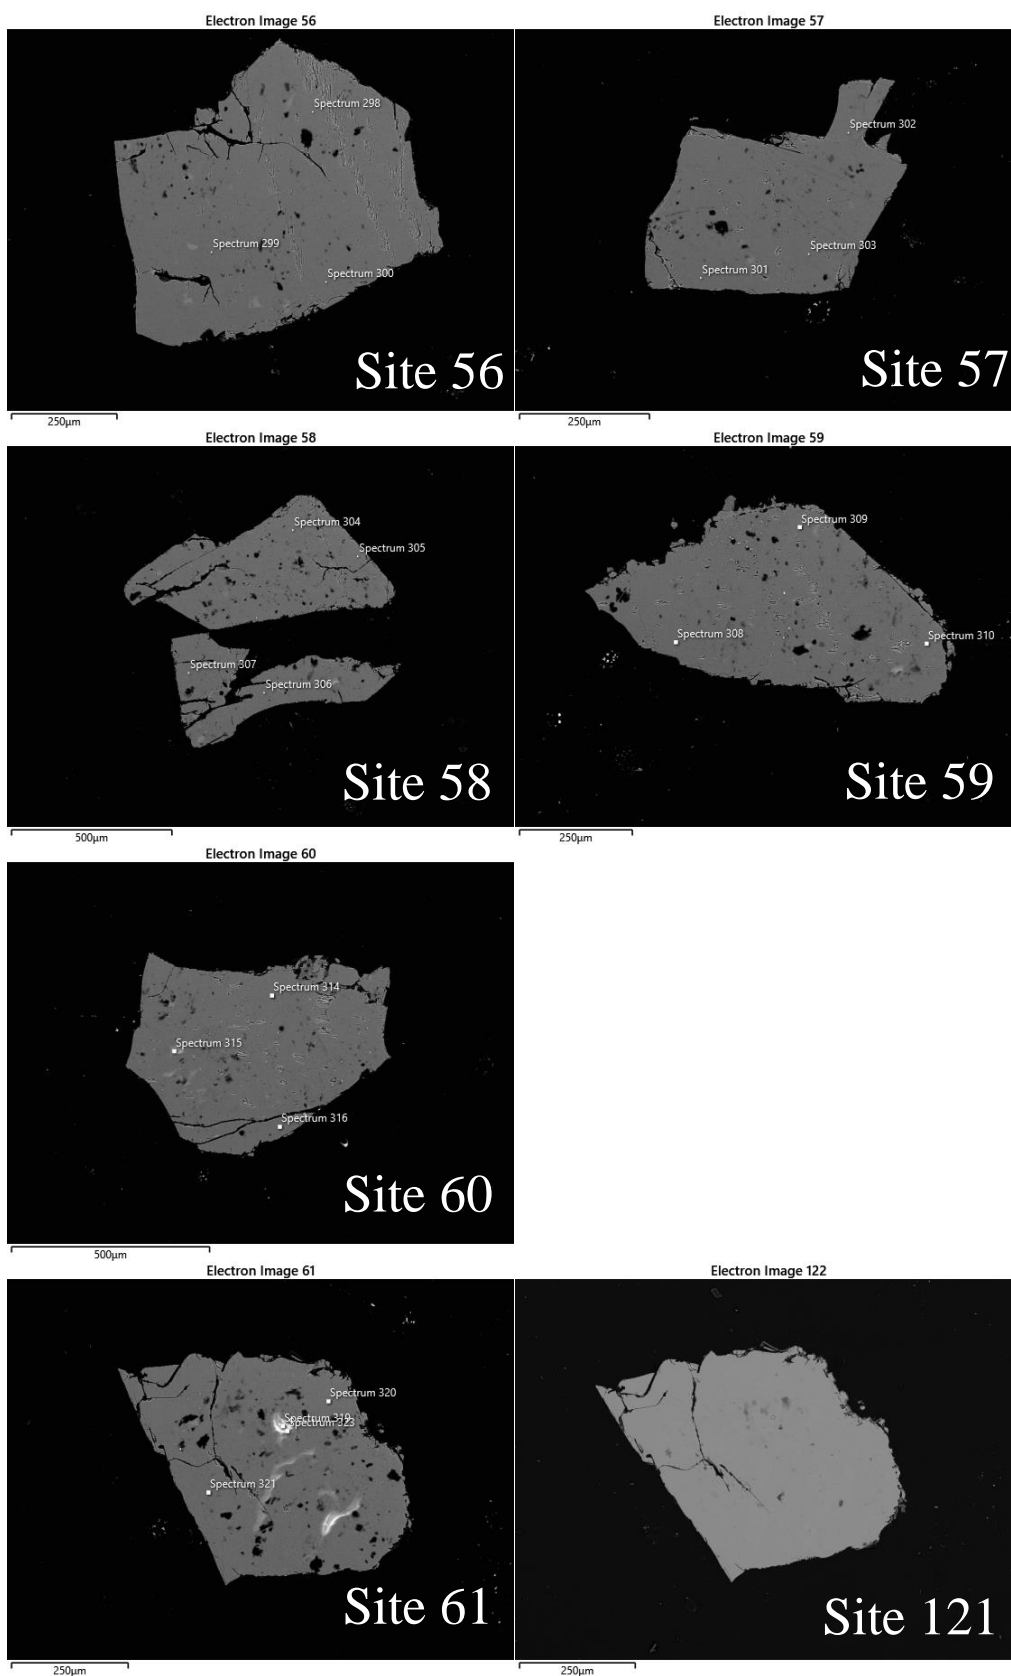 Electron Image 56
Spectrum 298
Spectrum 299
Spectrum 300
Site 56
250µm
Electron Image 57
Spectrum 302
Spectrum 303
Spectrum 301
Site 57
250µm
Electron Image 58
Spectrum 304
Spectrum 305
Spectrum 307
Spectrum 306
Site 58
500µm
Electron Image 59
Spectrum 309
Spectrum 308
Spectrum 310
Site 59
250µm
Electron Image 60
Spectrum 314
Spectrum 315
Spectrum 316
Site 60
500µm
Electron Image 61
Spectrum 320
Spectrum 319
Spectrum 323
Spectrum 321
Site 61
250µm
Electron Image 122
Site 121
250µm